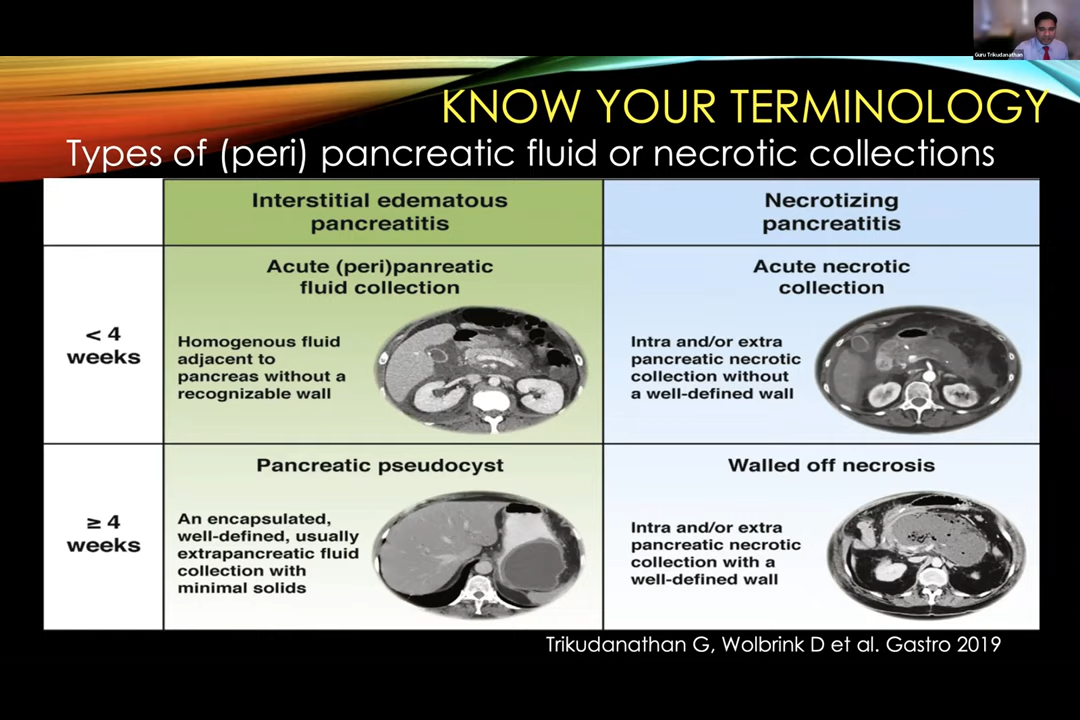 Guru Trikudanathan
KNOW YOUR TERMINOLOGY
Types of (peri) pancreatic fluid or necrotic collections
Interstitial edematous
pancreatitis
Necrotizing
pancreatitis
< 4
weeks
Acute (peri)panreatic
fluid collection
Homogenous fluid
adjacent to
pancreas without a
recognizable wall
Acute necrotic
collection
Intra and/or extra
pancreatic necrotic
collection without
a well-defined wall
≥ 4
weeks
Pancreatic pseudocyst
An encapsulated,
well-defined, usually
extrapancreatic fluid
collection with
minimal solids
Walled off necrosis
Intra and/or extra
pancreatic necrotic
collection with a
well-defined wall
Trikudanathan G, Wolbrink D et al. Gastro 2019